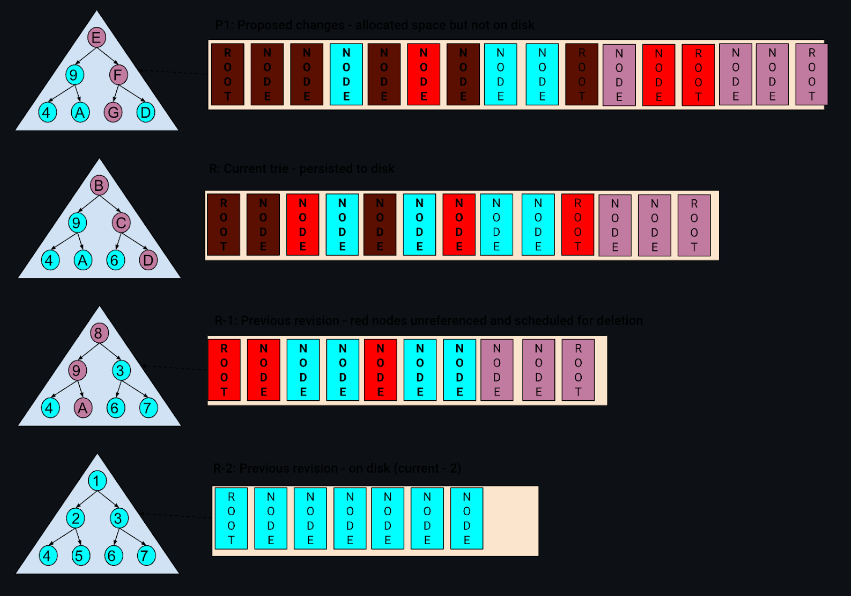 P1: Proposed changes - allocated space but not on disk
E
9 F
4 A G D
ROOT NODE NODE NODE NODE NODE NODE NODE NODE ROOT NODE NODE ROOT NODE NODE ROOT
R: Current trie - persisted to disk
B
9 C
4 A 6 D
ROOT NODE NODE NODE NODE NODE NODE NODE NODE ROOT NODE NODE ROOT
R-1: Previous revision - red nodes unreferenced and scheduled for deletion
8
9 3
4 A 6 7
ROOT NODE NODE NODE NODE NODE NODE NODE NODE ROOT
R-2: Previous revision - on disk (current - 2)
1
2 3
4 5 6 7
ROOT NODE NODE NODE NODE NODE NODE